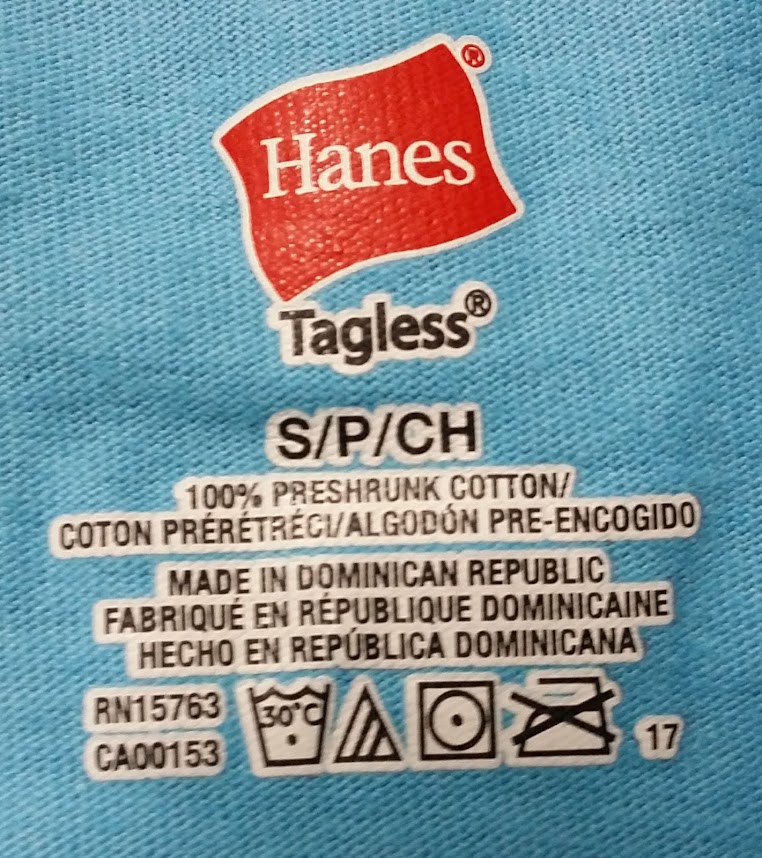 Hanes®
Tagless®
S/P/CH
100% PRESHRUNK COTTON/
COTON PRÉRÉTRÉCI/ALGODÓN PRE-ENCOGIDO
MADE IN DOMINICAN REPUBLIC
FABRIQUÉ EN RÉPUBLIQUE DOMINICAINE
HECHO EN REPÚBLICA DOMINICANA
RN15763
CA00153
30°C
17